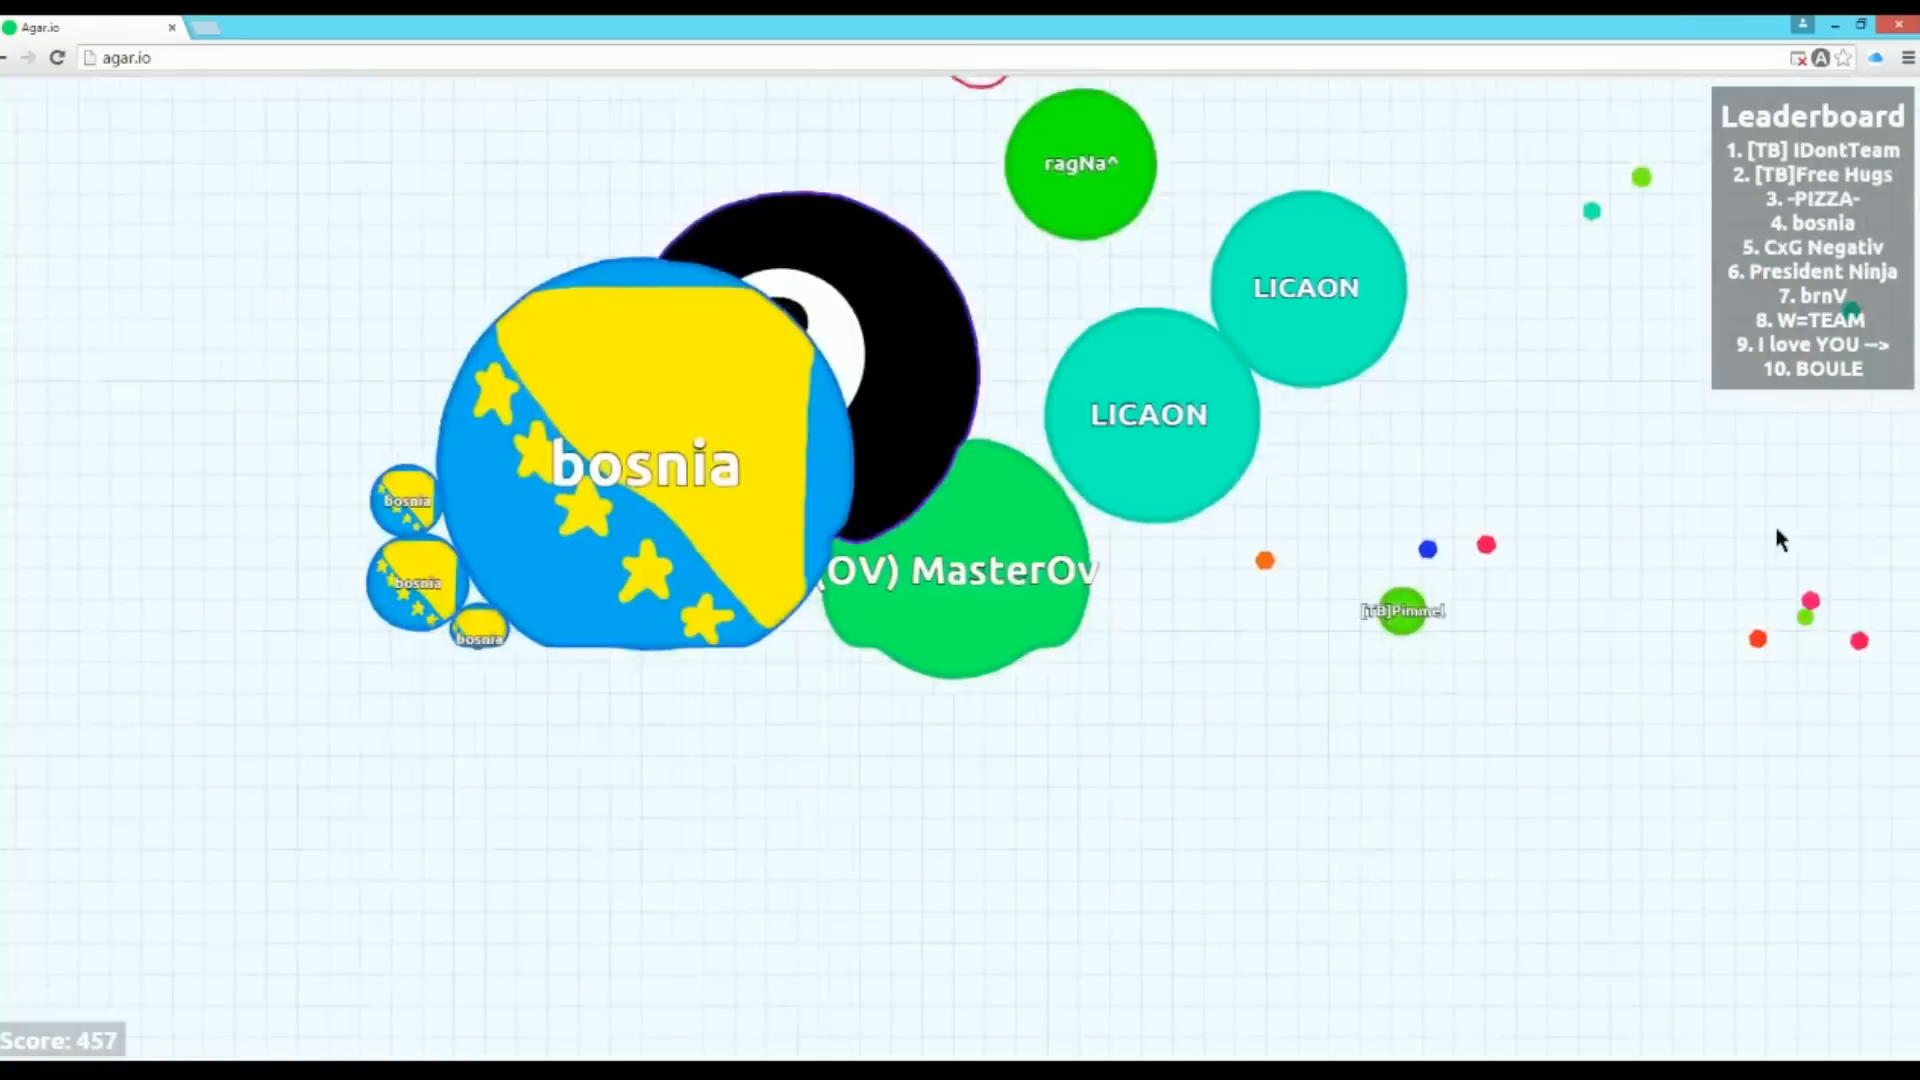 Agar.io
agar.io
Leaderboard
1. [TB] IDontTeam
2. [TB]Free Hugs
3. -PIZZA-
4. bosnia
5. CxG Negativ
6. President Ninja
7. brnV
8. W=TEAM
9. I love YOU -->
10. BOULE
ragNa^
LICAON
LICAON
bosnia
bosnia
(OV) MasterOv
bosnia
[TB]Pimmel
bosnia
Score: 457